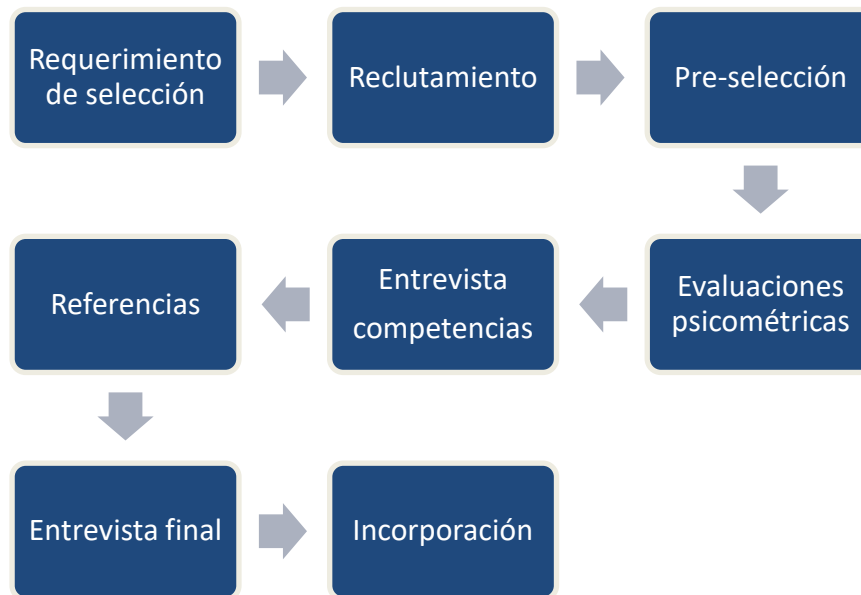 Requerimiento
de selección
Reclutamiento
Pre-selección
Evaluaciones
psicométricas
Entrevista
competencias
Referencias
Entrevista final
Incorporación